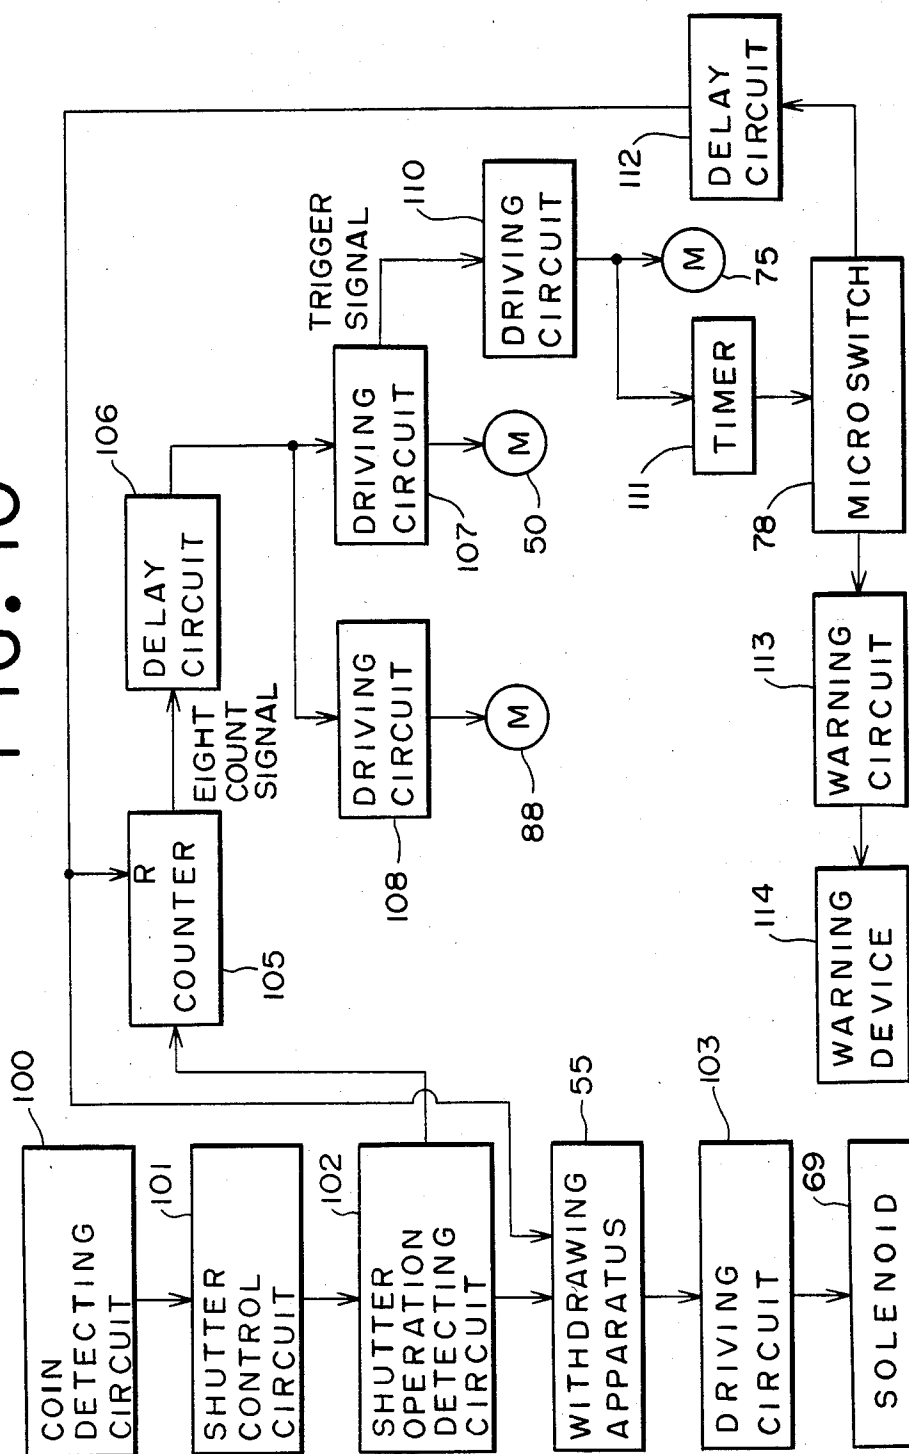 COIN
DETECTING
CIRCUIT
100
SHUTTER
CONTROL
CIRCUIT
101
SHUTTER
OPERATION
DETECTING
CIRCUIT
102
WITHDRAWING
APPARATUS
55
DRIVING
CIRCUIT
103
SOLENOID
69
R
COUNTER
105
EIGHT
COUNT
SIGNAL
DELAY
CIRCUIT
106
DRIVING
CIRCUIT
108
M
88
DRIVING
CIRCUIT
107
M
50
TRIGGER
SIGNAL
DRIVING
CIRCUIT
110
M
75
TIMER
111
MICROSWITCH
78
DELAY
CIRCUIT
112
WARNING
CIRCUIT
113
WARNING
DEVICE
114